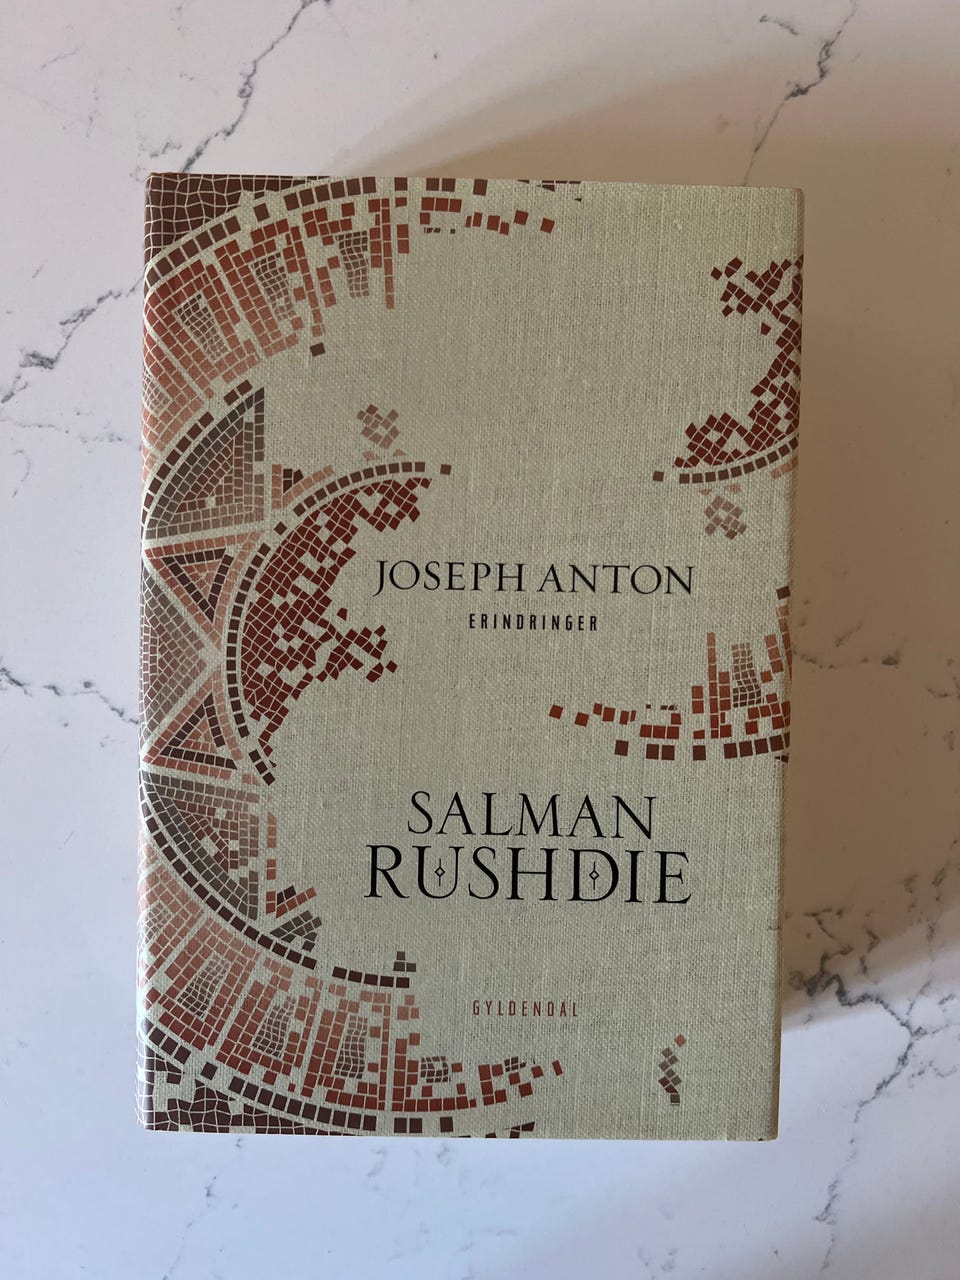 JOSEPH ANTON
ERINDRINGER
SALMAN
RUSHDIE
GYLDENDAL